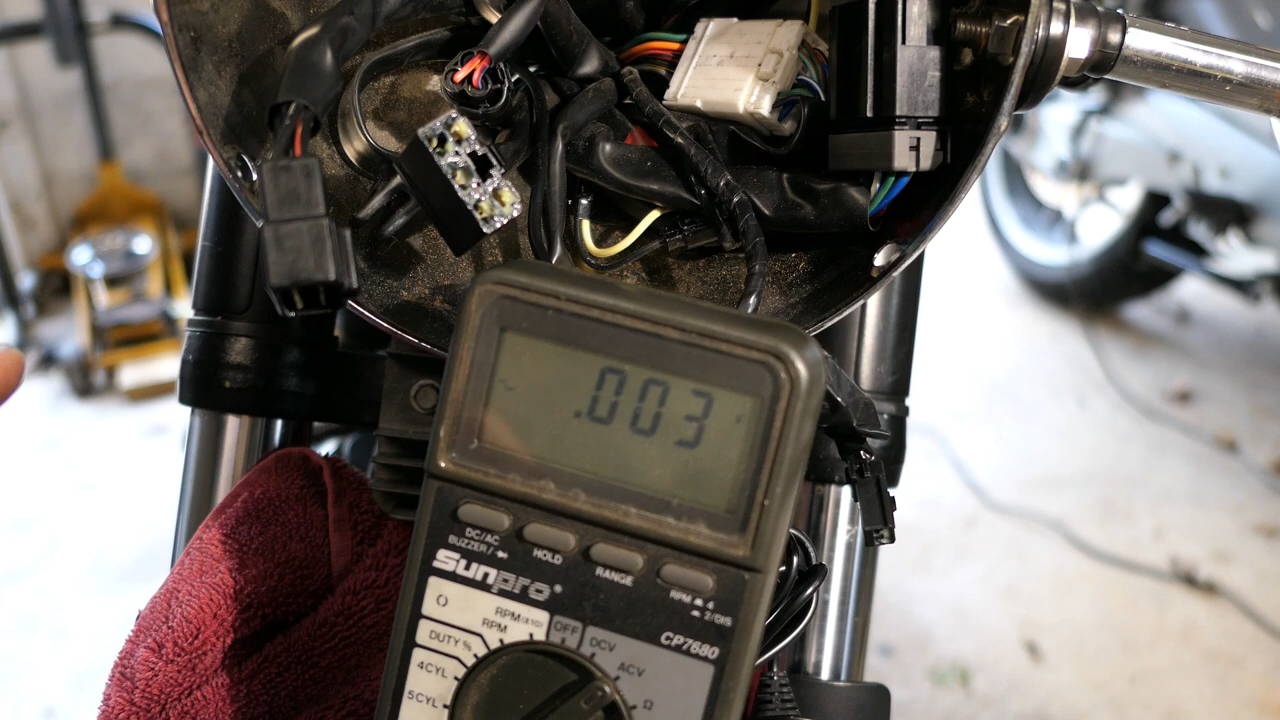 .003
DC/AC
BUZZER/
HOLD
RANGE
RPM 4
2/DIS
Sunpro®
CP7680
RPM(X10)
RPM
OFF
DCV
DUTY%
ACV
4CYL
Ω
5CYL